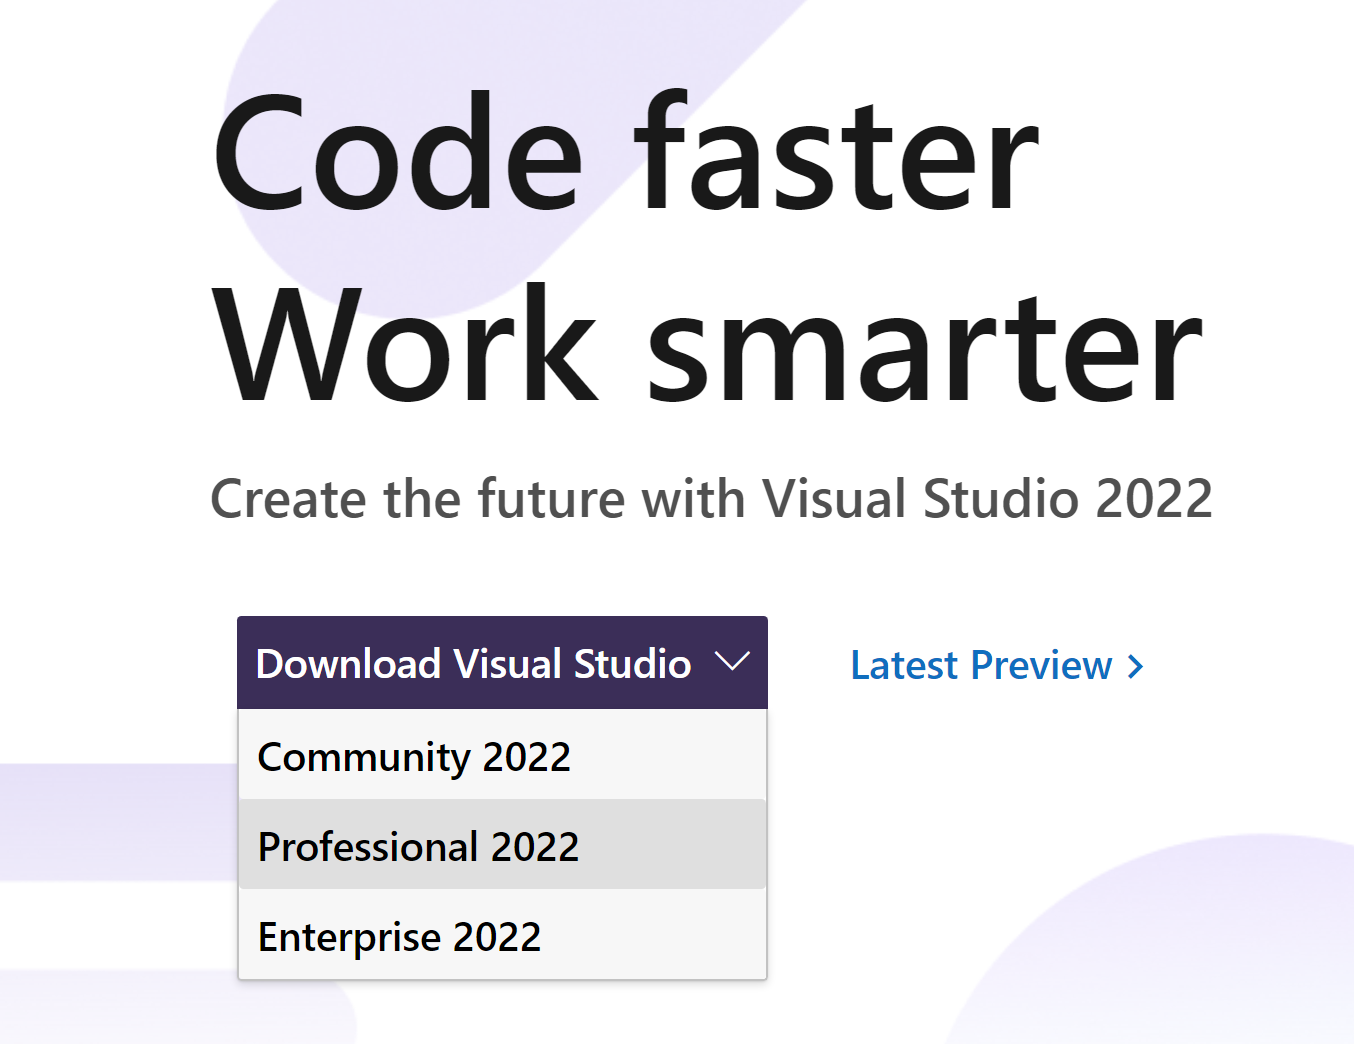 Code faster
Work smarter
Create the future with Visual Studio 2022
Download Visual Studio
Latest Preview
Community 2022
Professional 2022
Enterprise 2022